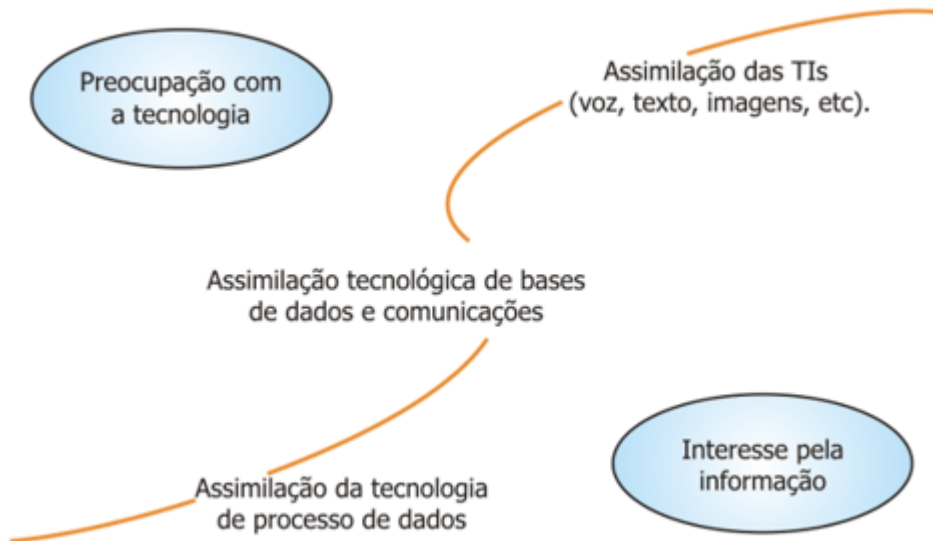 Preocupação com
a tecnologia
Assimilação das TIs
(voz, texto, imagens, etc).
Assimilação tecnológica de bases
de dados e comunicações
Interesse pela
informação
Assimilação da tecnologia
de processo de dados